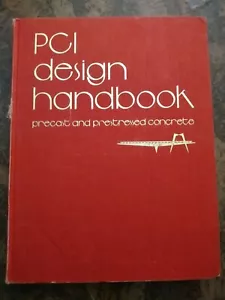 PCI
design
handbook
precast and prestressed concrete